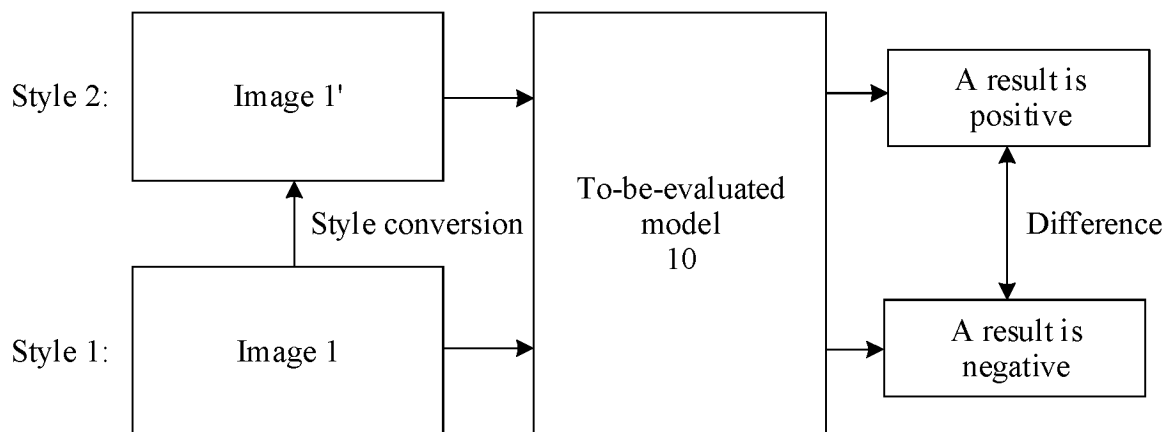 Style 2:
Image 1'
A result is
positive
Style conversion
To-be-evaluated
model
10
Difference
Style 1:
Image 1
A result is
negative